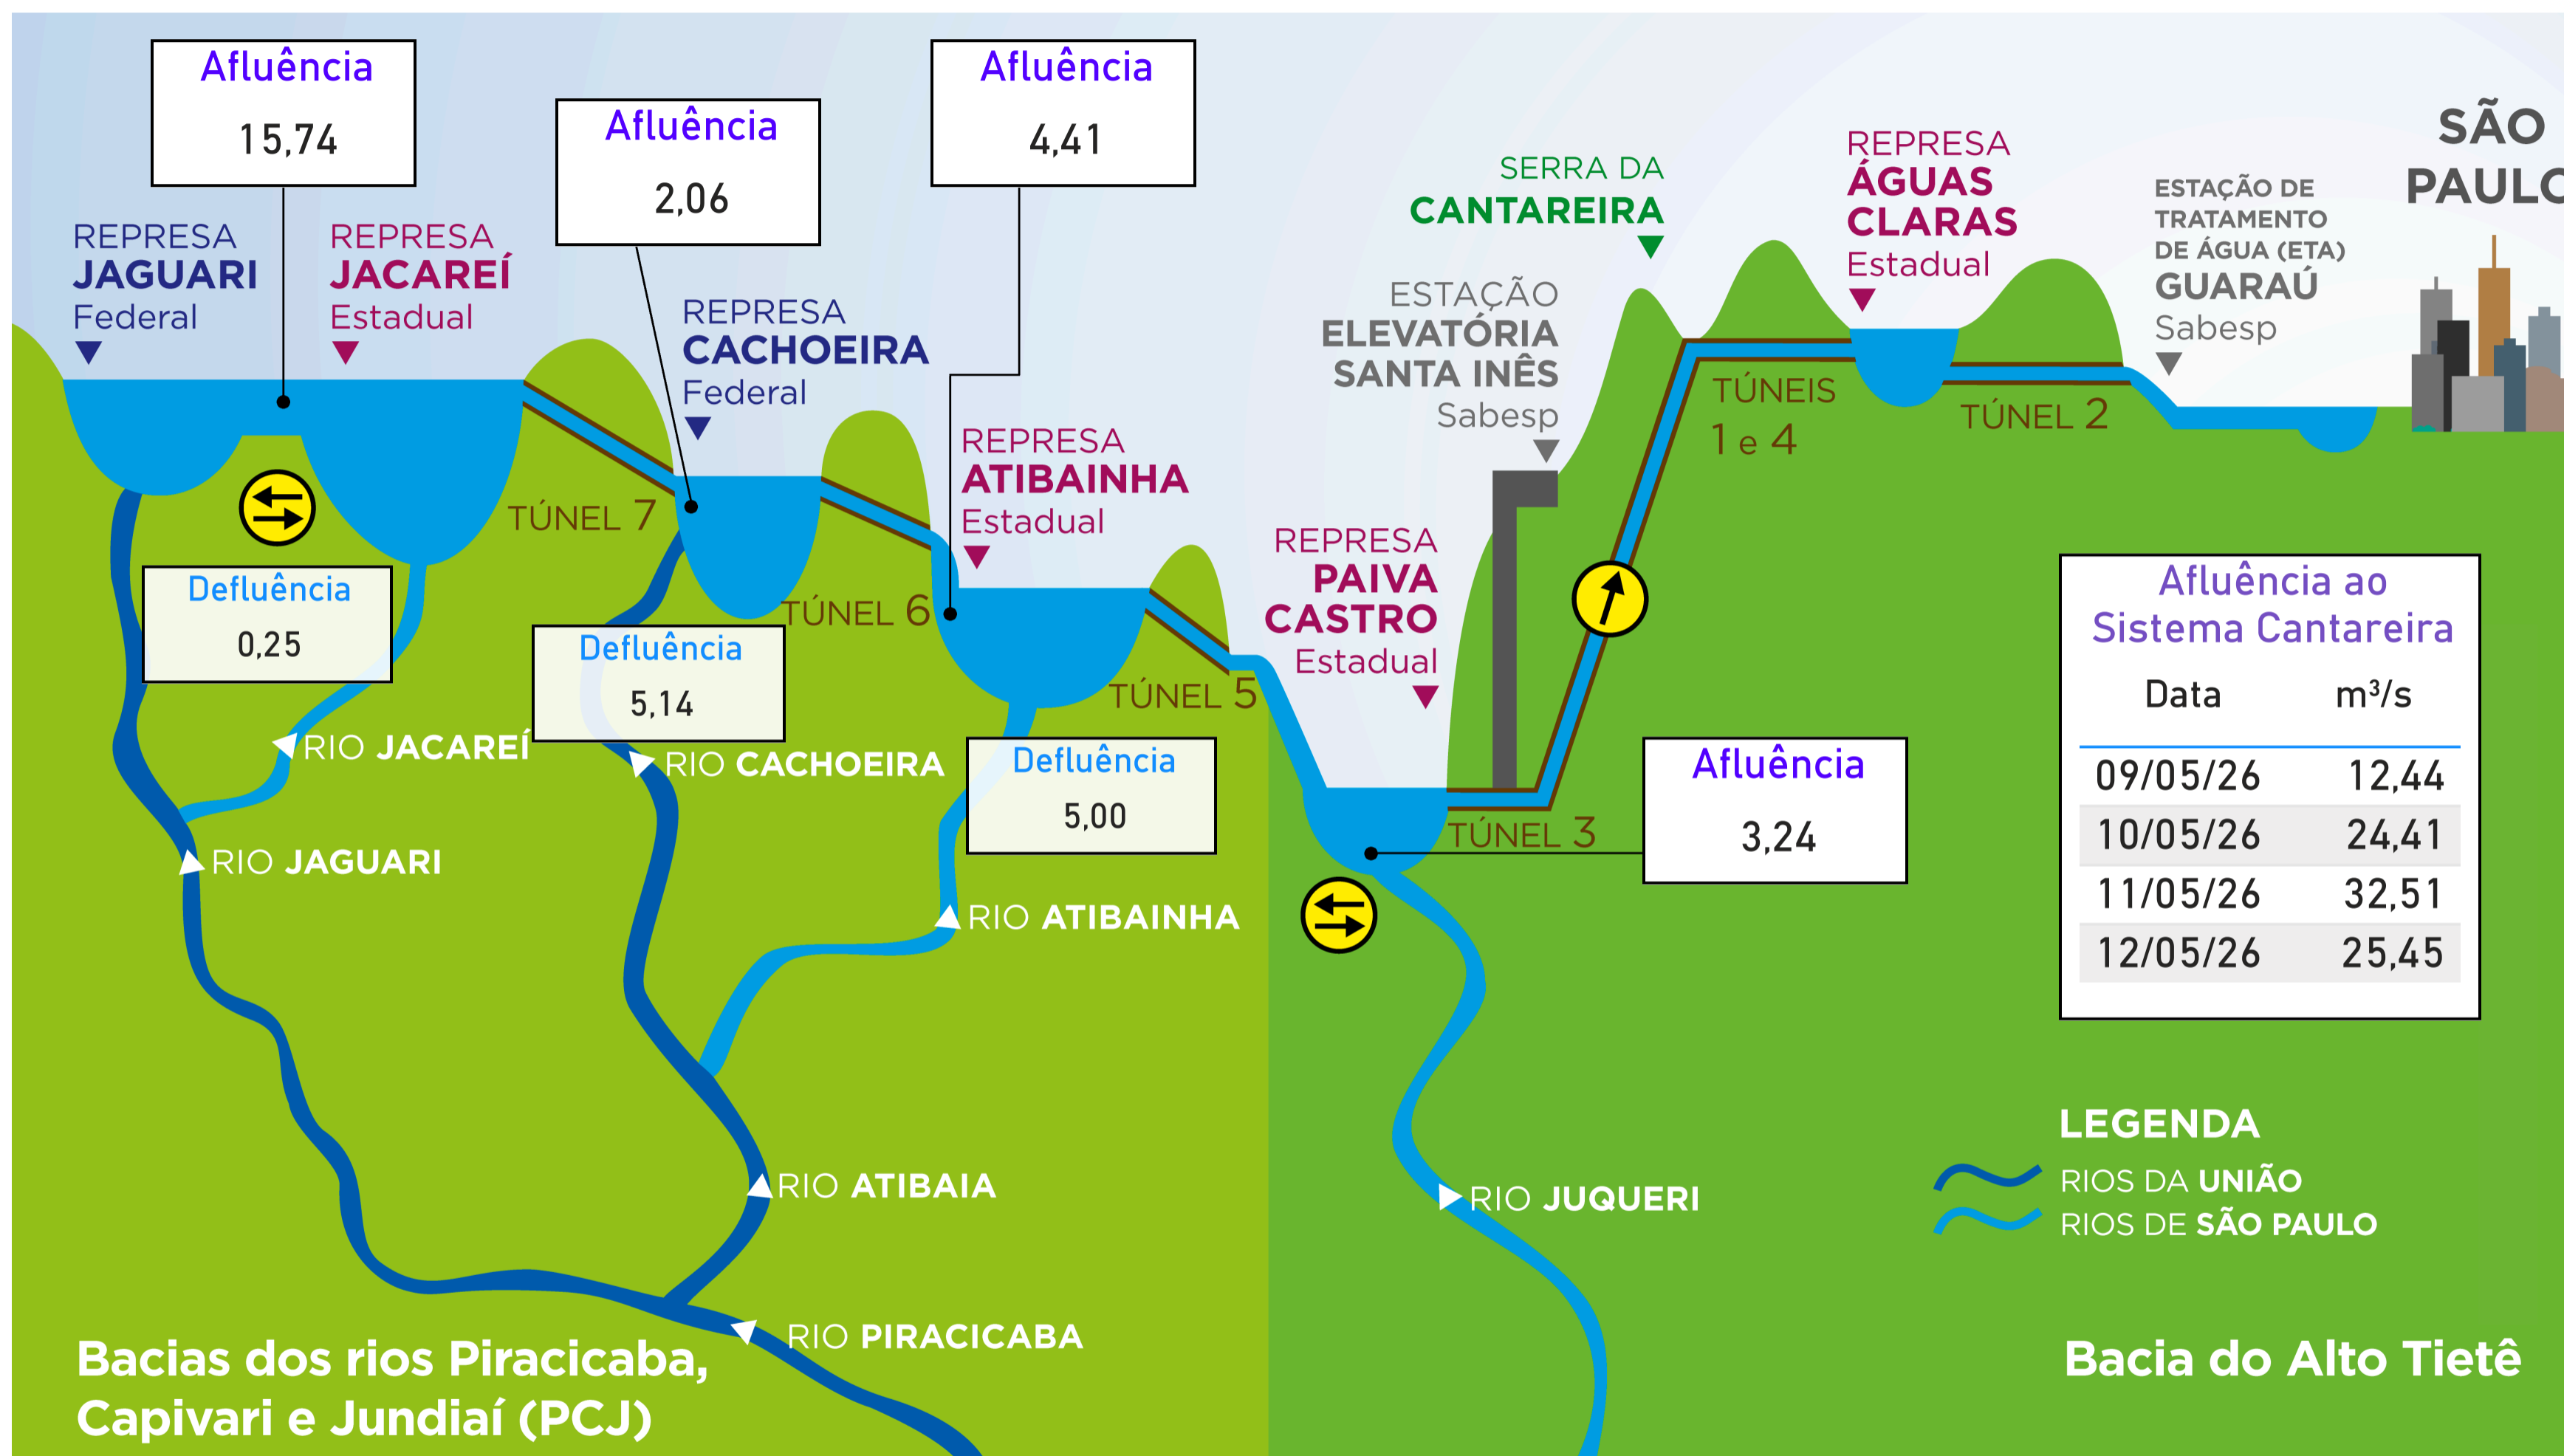 Afluência
15,74
Afluência
2,06
Afluência
4,41
REPRESA
JAGUARI
Federal
REPRESA
JACAREÍ
Estadual
REPRESA
CACHOEIRA
Federal
REPRESA
ATIBAINHA
Estadual
SERRA DA
CANTAREIRA
ESTAÇÃO
ELEVATÓRIA
SANTA INÊS
Sabesp
REPRESA
ÁGUAS
CLARAS
Estadual
ESTAÇÃO DE
TRATAMENTO
DE ÁGUA (ETA)
GUARAÚ
Sabesp
SÃO
PAULO
TÚNEIS
1 e 4
TÚNEL 2
TÚNEL 7
TÚNEL 6
TÚNEL 5
REPRESA
PAIVA
CASTRO
Estadual
TÚNEL 3
Defluência
0,25
Defluência
5,14
Defluência
5,00
Afluência
3,24
Afluência ao
Sistema Cantareira
Data m³/s
09/05/26 12,44
10/05/26 24,41
11/05/26 32,51
12/05/26 25,45
RIO JACAREÍ
RIO CACHOEIRA
RIO JAGUARI
RIO ATIBAINHA
RIO ATIBAIA
RIO JUQUERI
RIO PIRACICABA
LEGENDA
RIOS DA UNIÃO
RIOS DE SÃO PAULO
Bacias dos rios Piracicaba,
Capivari e Jundiaí (PCJ)
Bacia do Alto Tietê